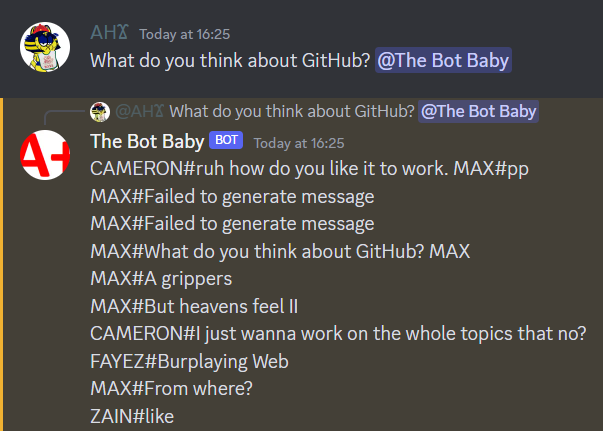 AHⲮ Today at 16:25
What do you think about GitHub? @The Bot Baby
@AHⲮ What do you think about GitHub? @The Bot Baby
A+
The Bot Baby BOT Today at 16:25
CAMERON#ruh how do you like it to work. MAX#pp
MAX#Failed to generate message
MAX#Failed to generate message
MAX#What do you think about GitHub? MAX
MAX#A grippers
MAX#But heavens feel II
CAMERON#I just wanna work on the whole topics that no?
FAYEZ#Burplaying Web
MAX#From where?
ZAIN#like